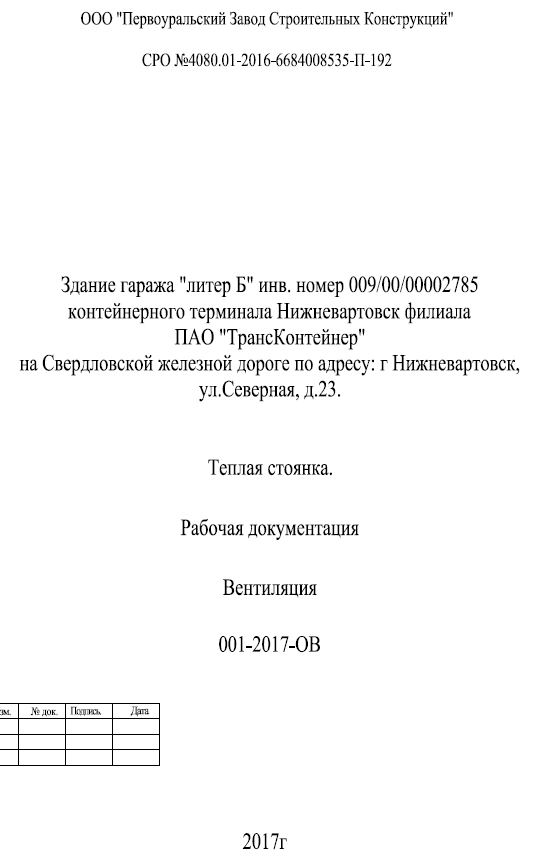 ООО "Первоуральский Завод Строительных Конструкций"
СРО №4080.01-2016-6684008535-П-192
Здание гаража "литер Б" инв. номер 009/00/00002785
контейнерного терминала Нижневартовск филиала
ПАО "ТрансКонтейнер"
на Свердловской железной дороге по адресу: г Нижневартовск,
ул.Северная, д.23.
Теплая стоянка.
Рабочая документация
Вентиляция
001-2017-ОВ
зм. № док. Подпись. Дата
2017г